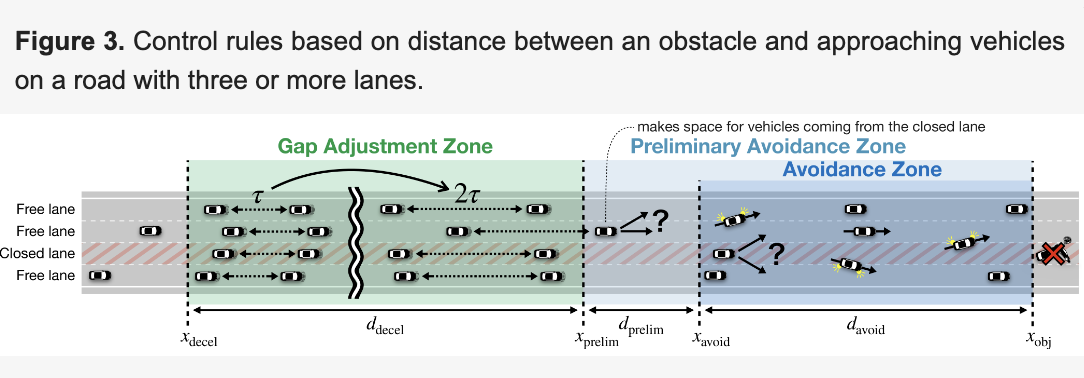 Figure 3. Control rules based on distance between an obstacle and approaching vehicles
on a road with three or more lanes.
makes space for vehicles coming from the closed lane
Gap Adjustment Zone
Preliminary Avoidance Zone
Avoidance Zone
τ
2τ
Free lane
Free lane
?
Closed lane
?
Free lane
d_decel
d_prelim
d_avoid
x_decel
x_prelim
x_avoid
x_obj